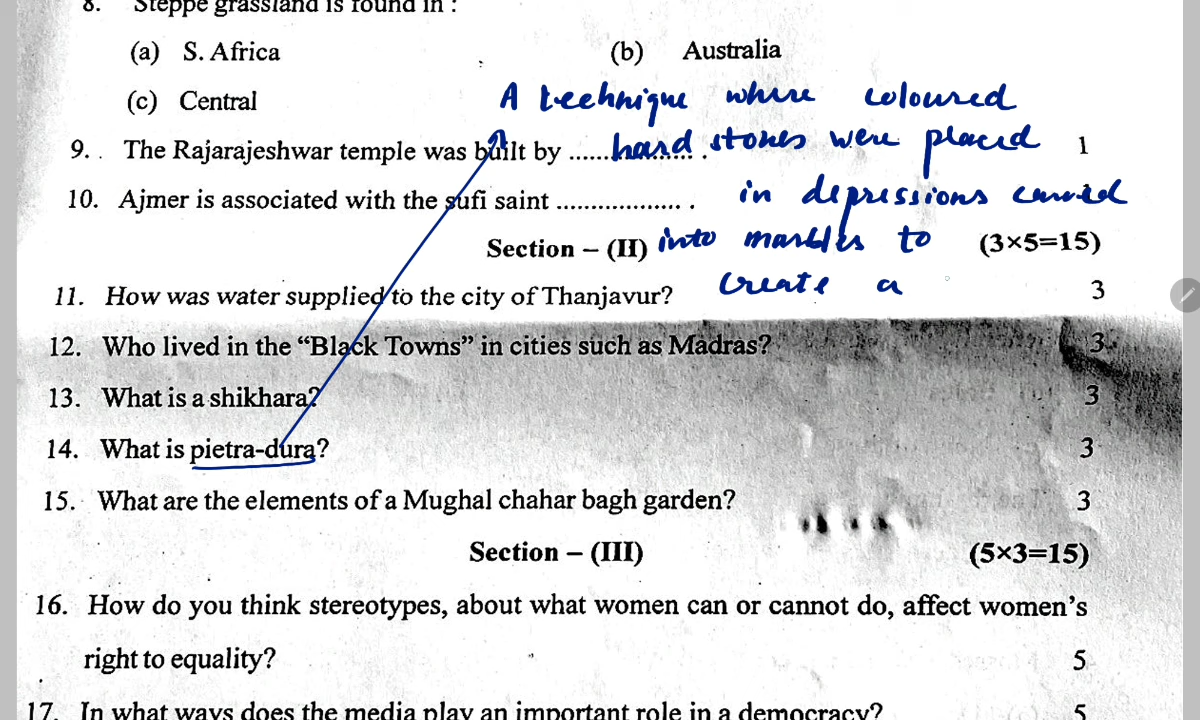 8. Steppe grassland is found in :
(a) S. Africa (b) Australia
(c) Central
A technique where coloured
9. . The Rajarajeshwar temple was built by ................... . 1
hard stones were placed
10. Ajmer is associated with the sufi saint ................... .
in depressions carved
Section – (II) (3×5=15)
into marbles to
11. How was water supplied to the city of Thanjavur? 3
create a
12. Who lived in the “Black Towns” in cities such as Madras? 3
13. What is a shikhara? 3
14. What is pietra-dura? 3
15. What are the elements of a Mughal chahar bagh garden? 3
Section – (III) (5×3=15)
16. How do you think stereotypes, about what women can or cannot do, affect women’s
right to equality? 5
17. In what ways does the media play an important role in a democracy? 5